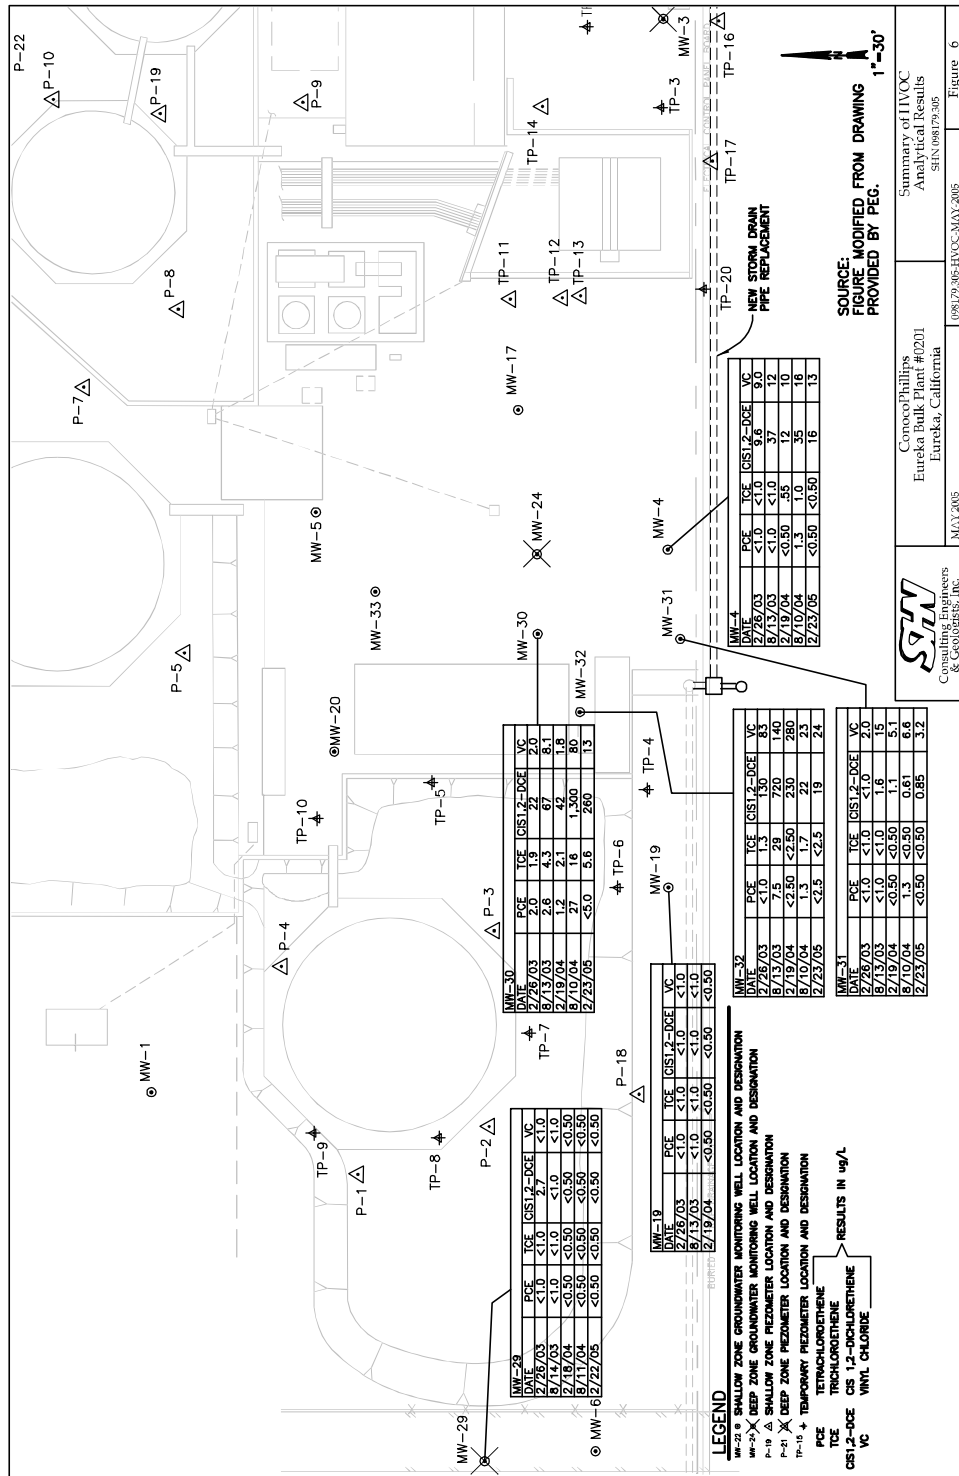 P-22
P-10
P-19
P-9
P-8
P-7
P-5
P-4
P-3
P-2
P-1
P-18
MW-1
MW-3
MW-5
MW-33
MW-20
MW-17
MW-24
MW-4
MW-31
MW-30
MW-32
MW-19
MW-29
MW-6
TP-3
TP-16
TP-14
TP-17
TP-11
TP-12
TP-13
TP-20
TP-10
TP-5
TP-4
TP-6
TP-7
TP-9
TP-8
NEW STORM DRAIN
PIPE REPLACEMENT
1"=30'
SOURCE:
FIGURE MODIFIED FROM DRAWING
PROVIDED BY PEG.
MW-4
DATE PCE TCE CIS1,2-DCE VC
2/26/03 <1.0 <1.0 9.6 9.0
8/13/03 <1.0 <1.0 37 12
8/19/04 <0.50 .55 12 10
8/10/04 1.3 1.0 35 16
2/23/05 <0.50 <0.50 16 13
MW-30
DATE PCE TCE CIS1,2-DCE VC
2/26/03 2.0 1.9 22 2.0
8/13/03 2.6 4.3 67 8.1
2/19/04 1.2 2.1 42 1.8
8/10/04 27 16 1,300 80
2/23/05 <5.0 5.6 260 13
MW-32
DATE PCE TCE CIS1,2-DCE VC
2/26/03 <1.0 1.3 130 83
8/13/03 7.5 29 720 140
2/19/04 <2.50 <2.50 230 280
8/10/04 1.3 1.7 22 23
2/23/05 <2.5 <2.5 19 24
MW-31
DATE PCE TCE CIS1,2-DCE VC
2/26/03 <1.0 <1.0 <1.0 2.0
8/13/03 <1.0 <1.0 1.6 15
2/19/04 <0.50 <0.50 1.1 5.1
8/10/04 1.3 <0.50 0.61 6.6
2/23/05 <0.50 <0.50 0.85 3.2
MW-19
DATE PCE TCE CIS1,2-DCE VC
2/26/03 <1.0 <1.0 <1.0 <1.0
8/13/03 <1.0 <1.0 <1.0 <1.0
2/19/04 <0.50 <0.50 <0.50 <0.50
MW-29
DATE PCE TCE CIS1,2-DCE VC
2/26/03 <1.0 <1.0 2.7 <1.0
8/14/03 <1.0 <1.0 <1.0 <1.0
2/18/04 <0.50 <0.50 <0.50 <0.50
8/11/04 <0.50 <0.50 <0.50 <0.50
2/22/05 <0.50 <0.50 <0.50 <0.50
LEGEND
MW-22 SHALLOW ZONE GROUNDWATER MONITORING WELL LOCATION AND DESIGNATION
MW-24 DEEP ZONE GROUNDWATER MONITORING WELL LOCATION AND DESIGNATION
P-19 SHALLOW ZONE PIEZOMETER LOCATION AND DESIGNATION
P-21 DEEP ZONE PIEZOMETER LOCATION AND DESIGNATION
TP-15 TEMPORARY PIEZOMETER LOCATION AND DESIGNATION
PCE TETRACHLOROETHENE
TCE TRICHLOROETHENE
CIS1,2-DCE CIS 1,2-DICHLORETHENE
VC VINYL CHLORIDE
RESULTS IN ug/L
SHN
Consulting Engineers
& Geologists, Inc.
ConocoPhillips
Eureka Bulk Plant #0201
Eureka, California
Summary of HVOC
Analytical Results
SHN 098179.305
MAY 2005
098179.305-HVOC-MAY-2005
Figure 6